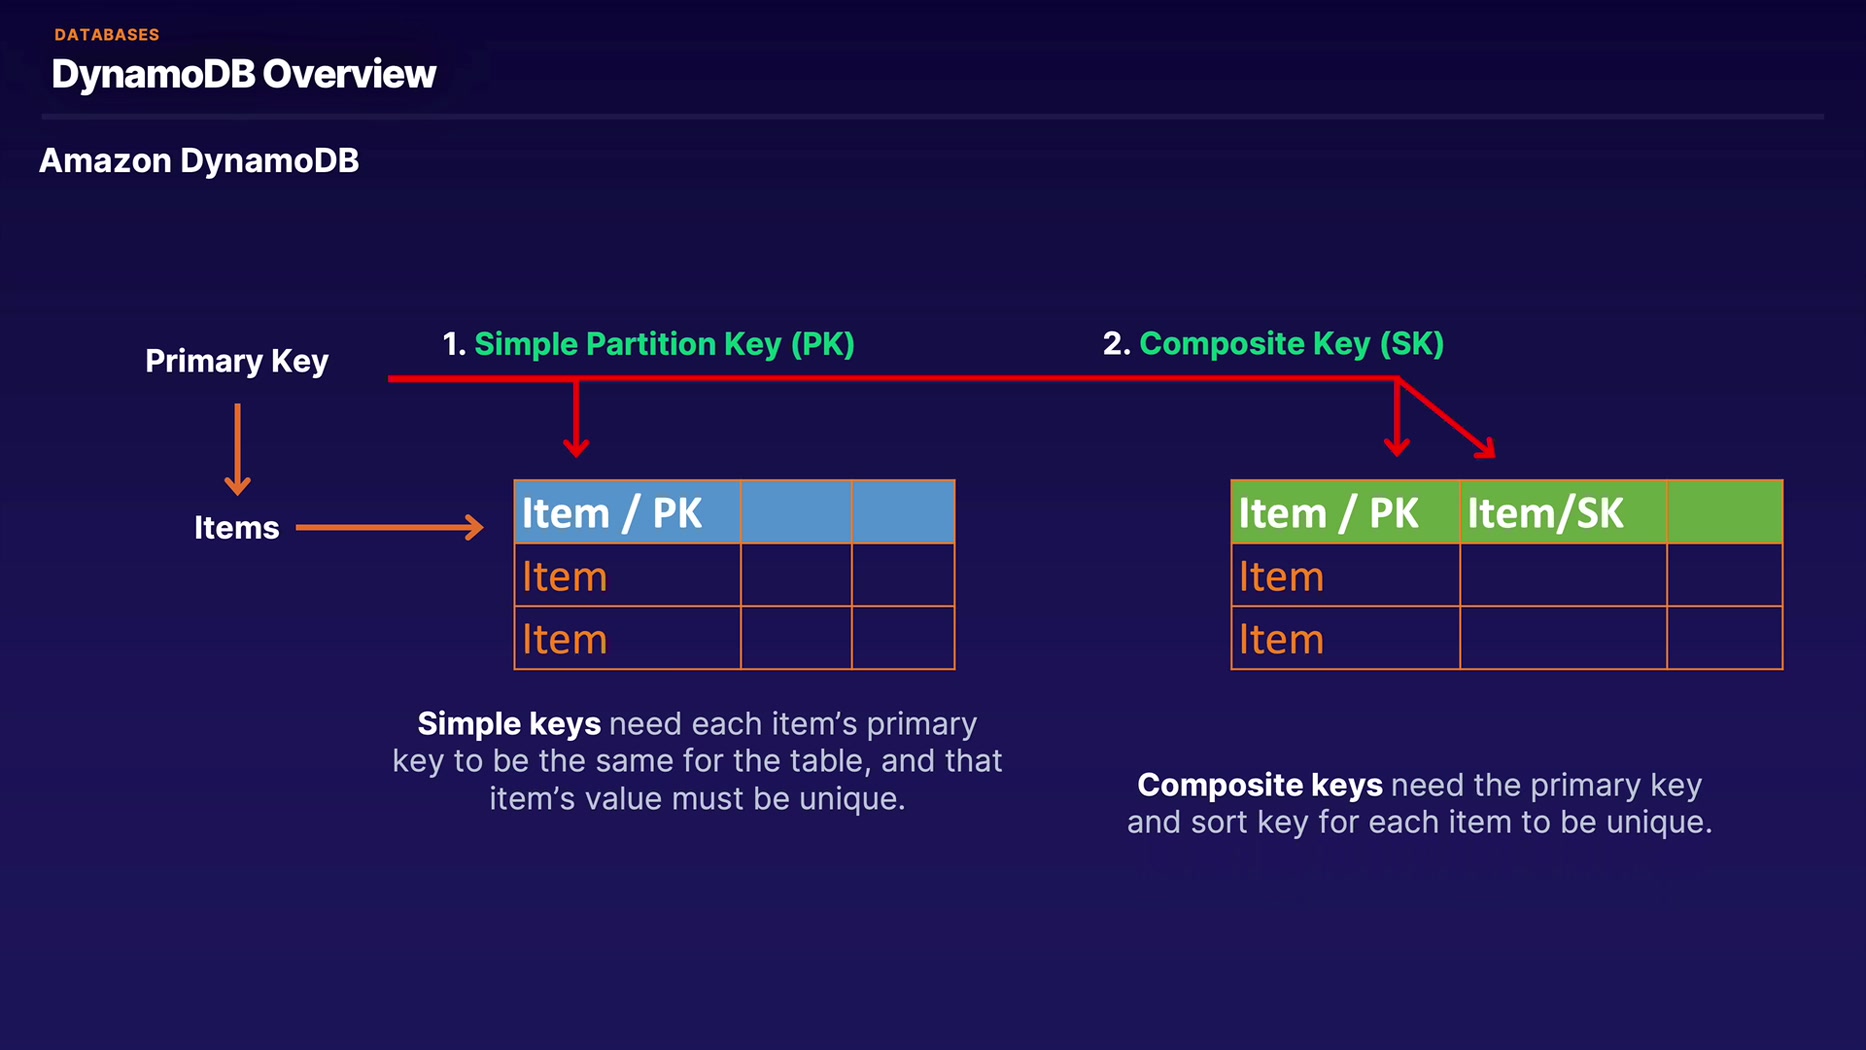 DATABASES
DynamoDB Overview
Amazon DynamoDB
Primary Key
Items
1. Simple Partition Key (PK)
Item / PK
Item
Item
Simple keys need each item’s primary
key to be the same for the table, and that
item’s value must be unique.
2. Composite Key (SK)
Item / PK Item/SK
Item
Item
Composite keys need the primary key
and sort key for each item to be unique.